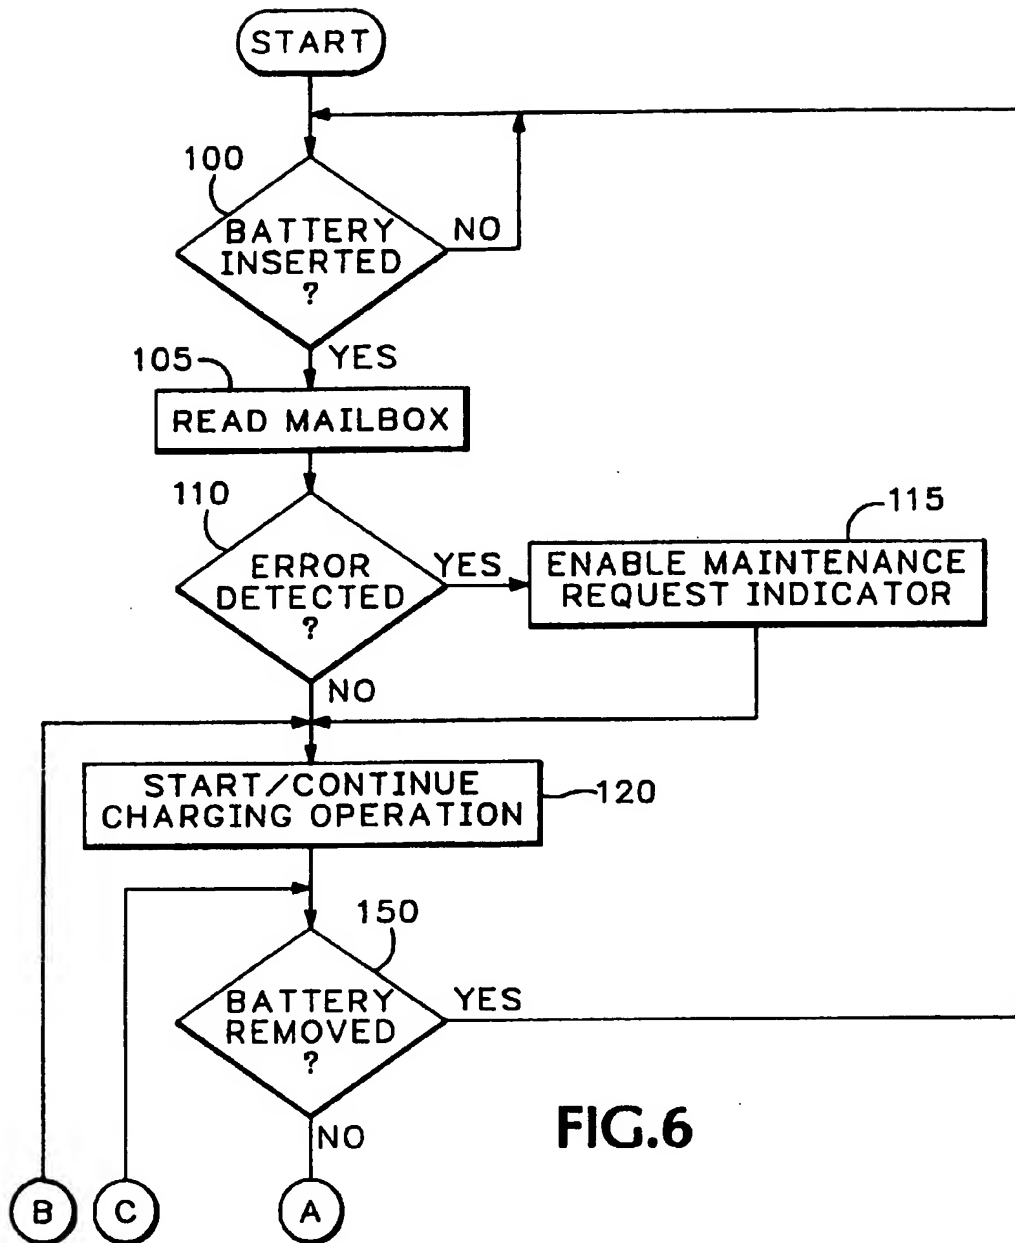 START
100
BATTERY
INSERTED
?
NO
YES
105
READ MAILBOX
110
ERROR
DETECTED
?
YES
115
ENABLE MAINTENANCE
REQUEST INDICATOR
NO
START/CONTINUE
CHARGING OPERATION
120
150
BATTERY
REMOVED
?
YES
NO
FIG.6
B
C
A